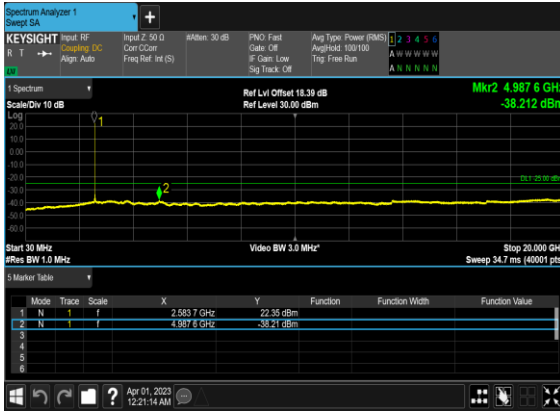 Spectrum Analyzer 1
Swept SA
KEYSIGHT Input: RF Input Z: 50 Ω #Atten: 30 dB PNO: Fast Avg Type: Power (RMS) 1 2 3 4 5 6
R T Coupling: DC Corr CCorr Gate: Off Avg|Hold: 100/100 A W W W W W
Align: Auto Freq Ref: Int (S) IF Gain: Low Trig: Free Run
Sig Track: Off A N N N N N
1 Spectrum Ref Lvl Offset 18.39 dB Mkr2 4.987 6 GHz
Scale/Div 10 dB Ref Level 30.00 dBm -38.212 dBm
Log
1
20.0
10.0
0.00
-10.0
-20.0
DL1 -25.00 dBm
-30.0
2
-40.0
-50.0
-60.0
Start 30 MHz Video BW 3.0 MHz* Stop 20.000 GH
#Res BW 1.0 MHz Sweep 34.7 ms (40001 pts
5 Marker Table
Mode Trace Scale X Y Function Function Width Function Value
1 N 1 f 2.583 7 GHz 22.35 dBm
2 N 1 f 4.987 6 GHz -38.21 dBm
3
4
5
6
? Apr 01, 2023
12:21:14 AM